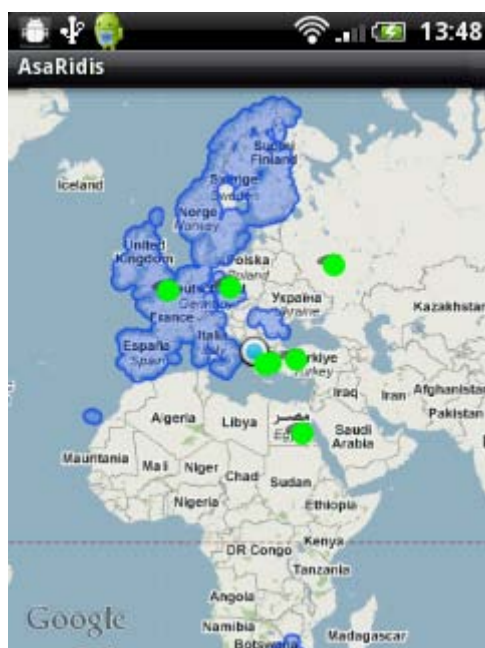 13:48
AsaRidis
Iceland
Suomi
Finland
Sverige
Sweden
Norge
Norway
United
Kingdom
Polska
Poland
Germany
Україна
Ukraine
France
Kazakhstan
España
Spain
Italia
Türkiye
Turkey
Iraq
Iran
Afghanistan
Pakistan
Algeria
Libya
مصر
Saudi
Arabia
Mauritania
Mali
Niger
Chad
Sudan
Nigeria
Ethiopia
DR Congo
Kenya
Tanzania
Angola
Google
Namibia
Botswana
Madagascar